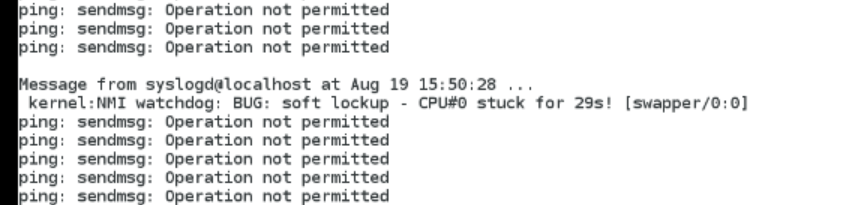 ping: sendmsg: Operation not permitted
ping: sendmsg: Operation not permitted
ping: sendmsg: Operation not permitted
Message from syslogd@localhost at Aug 19 15:50:28 ...
kernel:NMI watchdog: BUG: soft lockup - CPU#0 stuck for 29s! [swapper/0:0]
ping: sendmsg: Operation not permitted
ping: sendmsg: Operation not permitted
ping: sendmsg: Operation not permitted
ping: sendmsg: Operation not permitted
ping: sendmsg: Operation not permitted